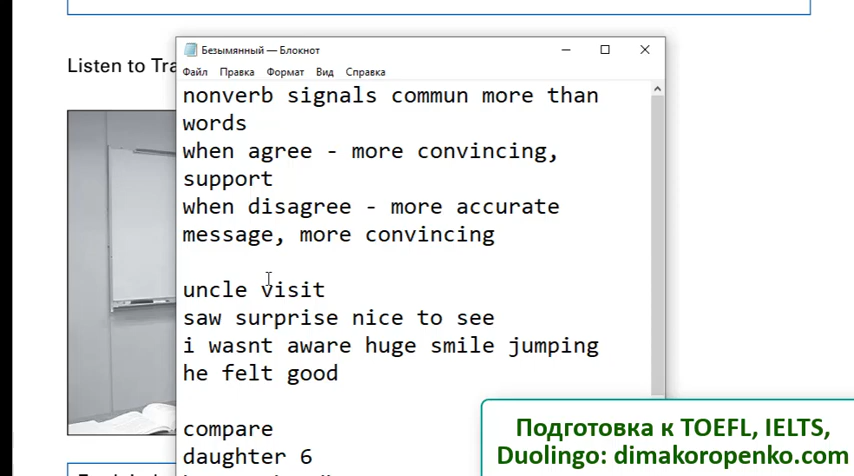 Listen to Tra
Безымянный — Блокнот
Файл Правка Формат Вид Справка
nonverb signals commun more than
words
when agree - more convincing,
support
when disagree - more accurate
message, more convincing
uncle visit
saw surprise nice to see
i wasnt aware huge smile jumping
he felt good
compare
daughter 6
Подготовка к TOEFL, IELTS,
Duolingo: dimakoropenko.com